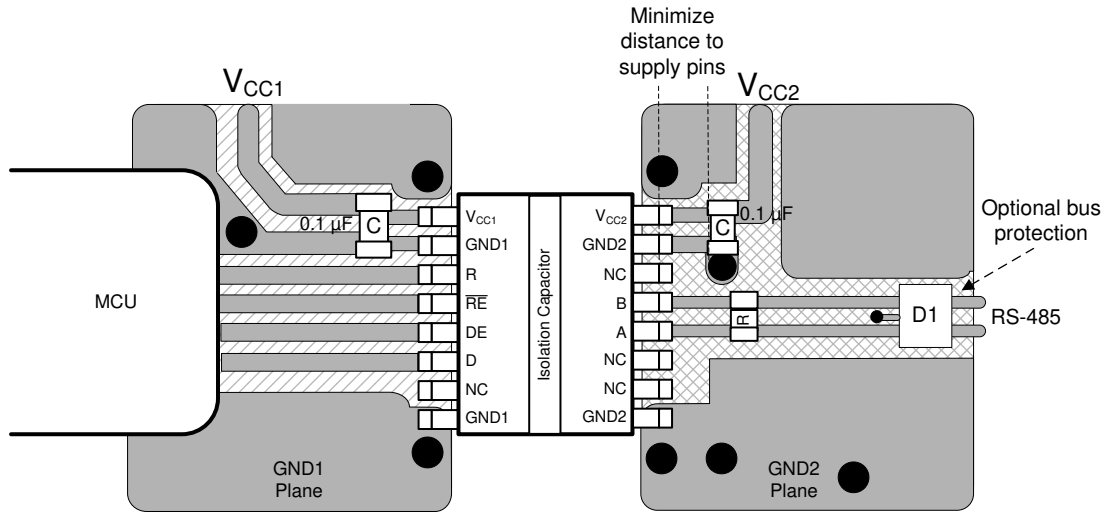 Minimize
distance to
supply pins
VCC1
VCC2
0.1 µF
C
C
0.1 µF
Optional bus
protection
MCU
VCC1
GND1
R
RE
DE
D
NC
GND1
Isolation Capacitor
VCC2
GND2
NC
B
A
NC
NC
GND2
R
D1
RS-485
GND1
Plane
GND2
Plane